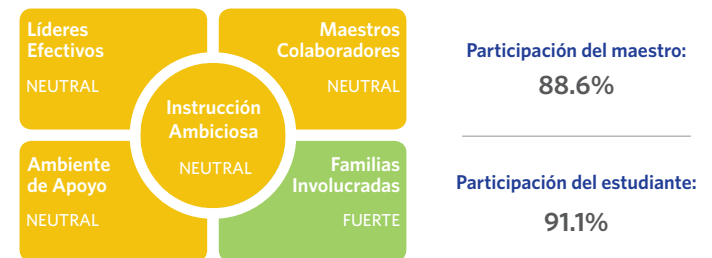 Líderes
Efectivos
NEUTRAL
Maestros
Colaboradores
NEUTRAL
Instrucción
Ambiciosa
NEUTRAL
Ambiente
de Apoyo
NEUTRAL
Familias
Involucradas
FUERTE
Participación del maestro:
88.6%
Participación del estudiante:
91.1%